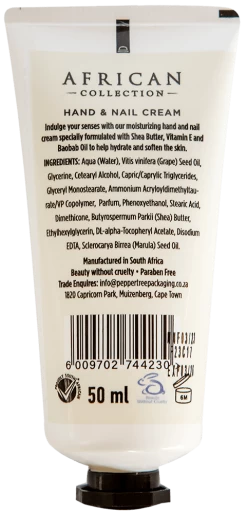 AFRICAN
COLLECTION
HAND & NAIL CREAM
Indulge your senses with our moisturizing hand and nail
cream specially formulated with Shea Butter, Vitamin E and
Baobab Oil to help hydrate and soften the skin.
INGREDIENTS: Aqua (Water), Vitis vinifera (Grape) Seed Oil,
Glycerine, Cetearyl Alcohol, Capric/Caprylic Triglycerides,
Glyceryl Monostearate, Ammonium Acryloyldimethyltau-
rate/VP Copolymer, Parfum, Phenoxyethanol, Stearic Acid,
Dimethicone, Butyrospermum Parkii (Shea) Butter,
Ethylhexylglycerin, DL-alpha-Tocopheryl Acetate, Disodium
EDTA, Sclerocarya Birrea (Marula) Seed Oil.
Manufactured in South Africa
Beauty without cruelty • Paraben Free
Trade Enquires: info@peppertreepackaging.co.za
1820 Capricorn Park, Muizenberg, Cape Town
6 009702 744230
50 ml
6M